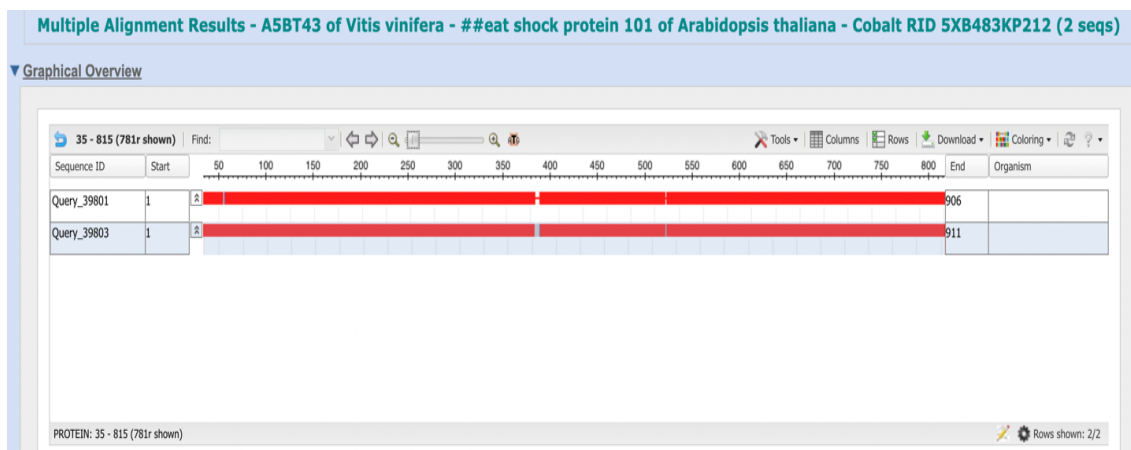 Multiple Alignment Results - A5BT43 of Vitis vinifera - ##eat shock protein 101 of Arabidopsis thaliana - Cobalt RID 5XB483KP212 (2 seqs)
Graphical Overview
35 - 815 (781r shown) Find: Tools Columns Rows Download Coloring ?
Sequence ID Start 50 100 150 200 250 300 350 400 450 500 550 600 650 700 750 800 End Organism
Query_39801 1 906
Query_39803 1 911
PROTEIN: 35 - 815 (781r shown) Rows shown: 2/2